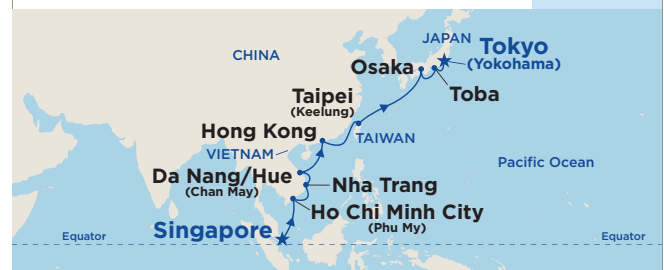 JAPAN
Tokyo
(Yokohama)
CHINA
Osaka
Toba
Taipei
(Keelung)
Hong Kong
TAIWAN
VIETNAM
Pacific Ocean
Da Nang/Hue
(Chan May)
Nha Trang
Ho Chi Minh City
(Phu My)
Singapore
Equator
Equator